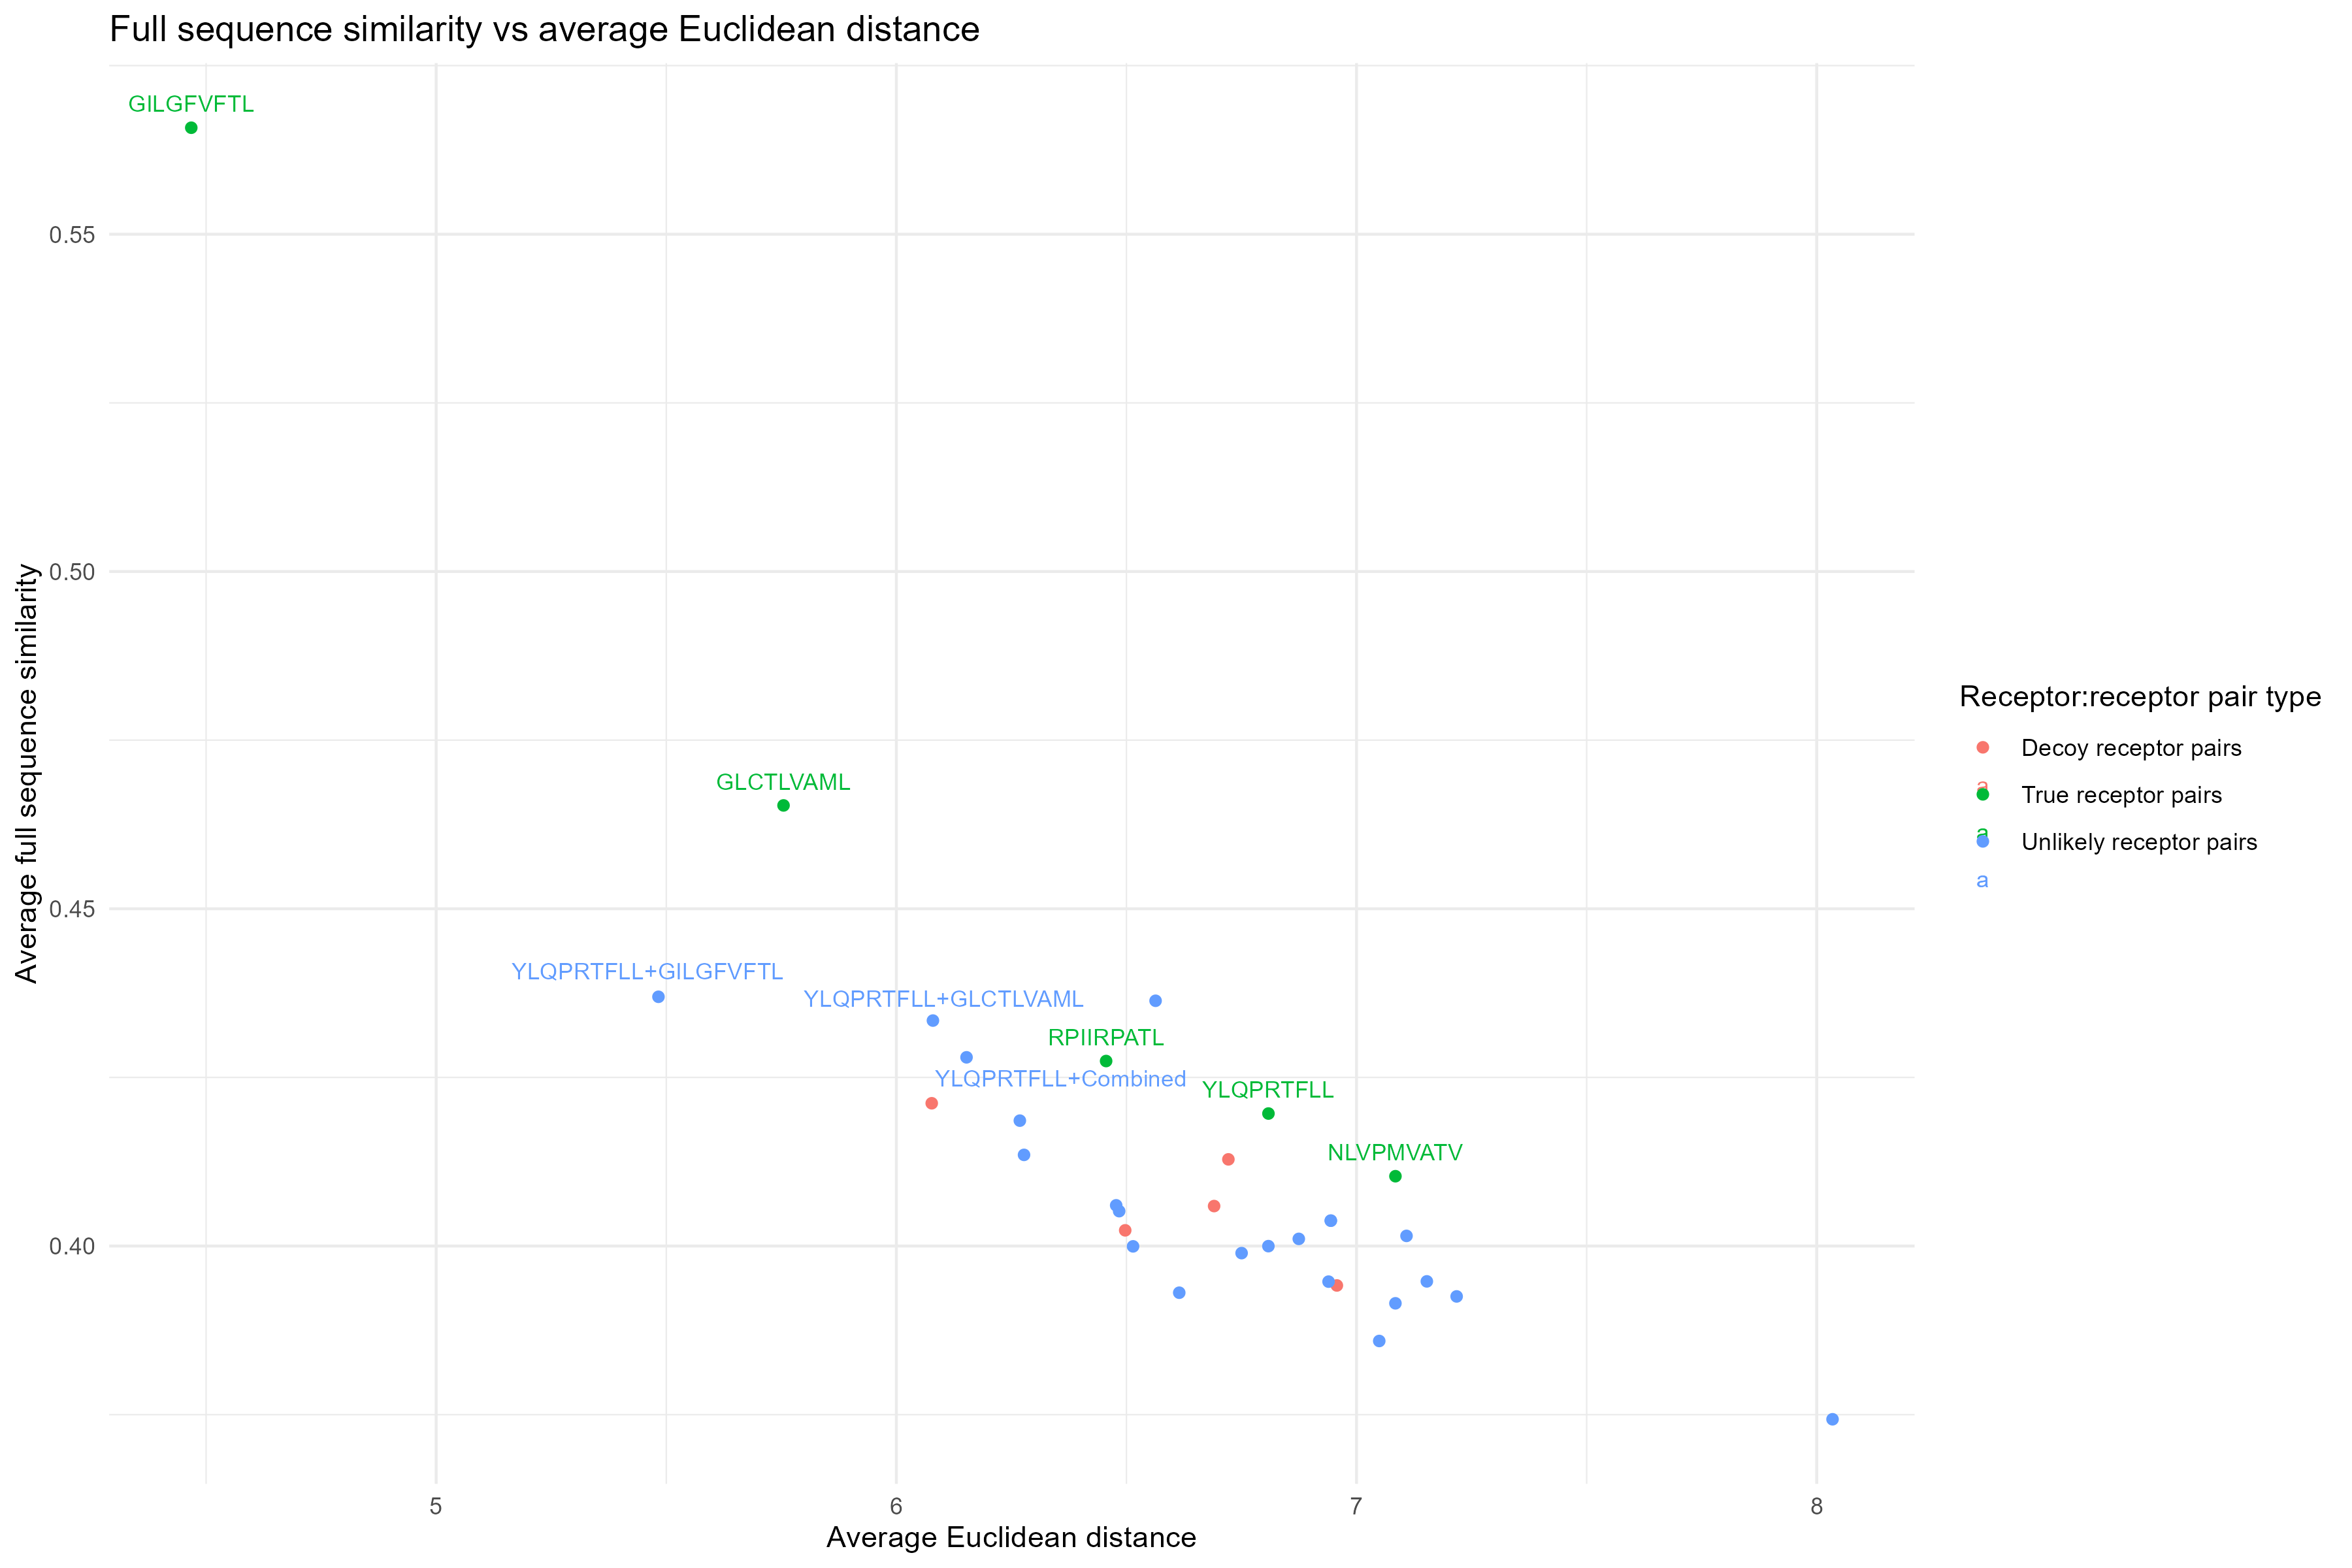 Full sequence similarity vs average Euclidean distance
GILGFVFTL
0.55
0.50
GLCTLVAML
0.45
YLQPRTFLL+GILGFVFTL
YLQPRTFLL+GLCTLVAML
RPIIRPATL
YLQPRTFLL+Combined
YLQPRTFLL
NLVPMVATV
0.40
5
6
7
8
Average Euclidean distance
Average full sequence similarity
Receptor:receptor pair type
Decoy receptor pairs
a
True receptor pairs
a
Unlikely receptor pairs
a